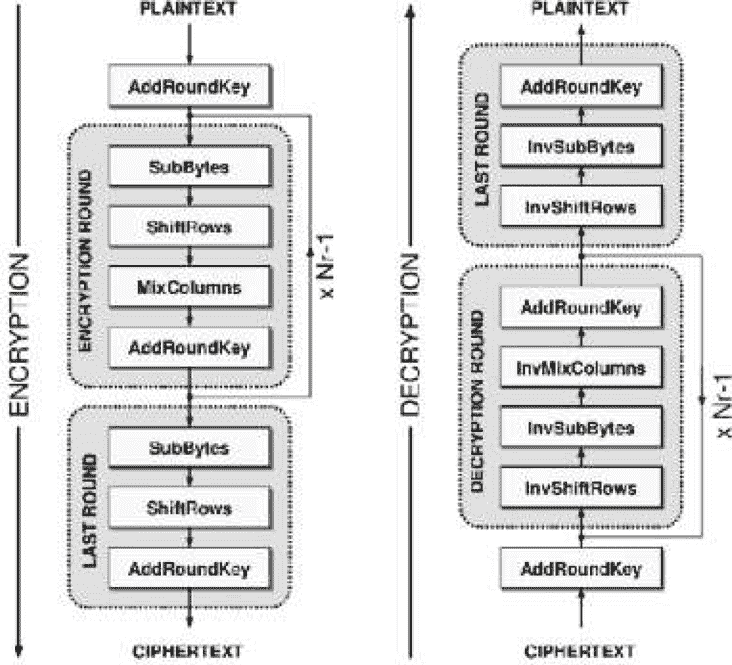 ENCRYPTION
PLAINTEXT
AddRoundKey
ENCRYPTION ROUND
SubBytes
ShiftRows
MixColumns
AddRoundKey
x Nr-1
LAST ROUND
SubBytes
ShiftRows
AddRoundKey
CIPHERTEXT
DECRYPTION
PLAINTEXT
LAST ROUND
AddRoundKey
InvSubBytes
InvShiftRows
DECRYPTION ROUND
AddRoundKey
InvMixColumns
InvSubBytes
InvShiftRows
x Nr-1
AddRoundKey
CIPHERTEXT